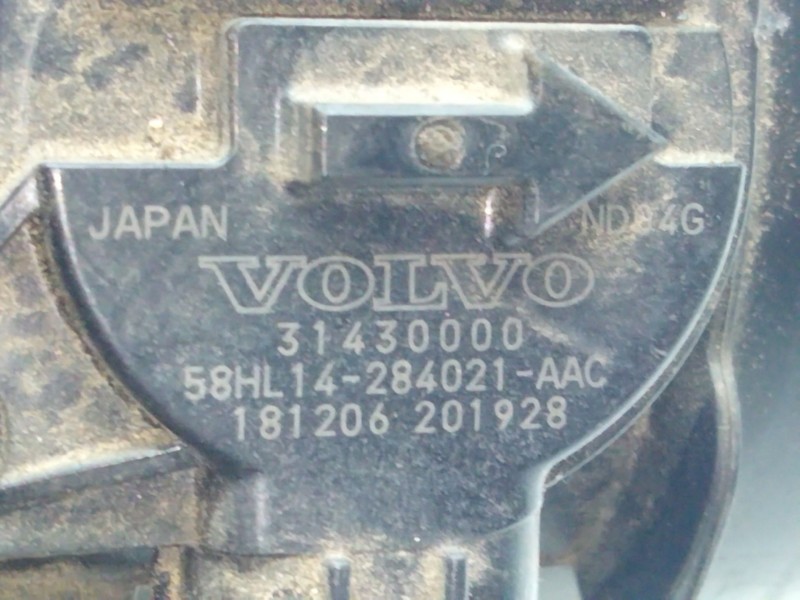 JAPAN
VOLVO
31430000
58HL14-284021-AAC
181206 201928